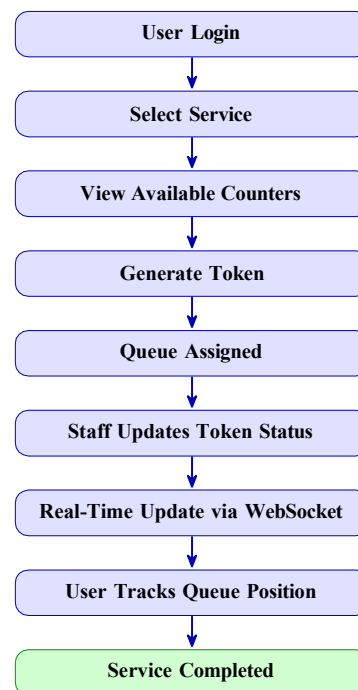 User Login
Select Service
View Available Counters
Generate Token
Queue Assigned
Staff Updates Token Status
Real-Time Update via WebSocket
User Tracks Queue Position
Service Completed